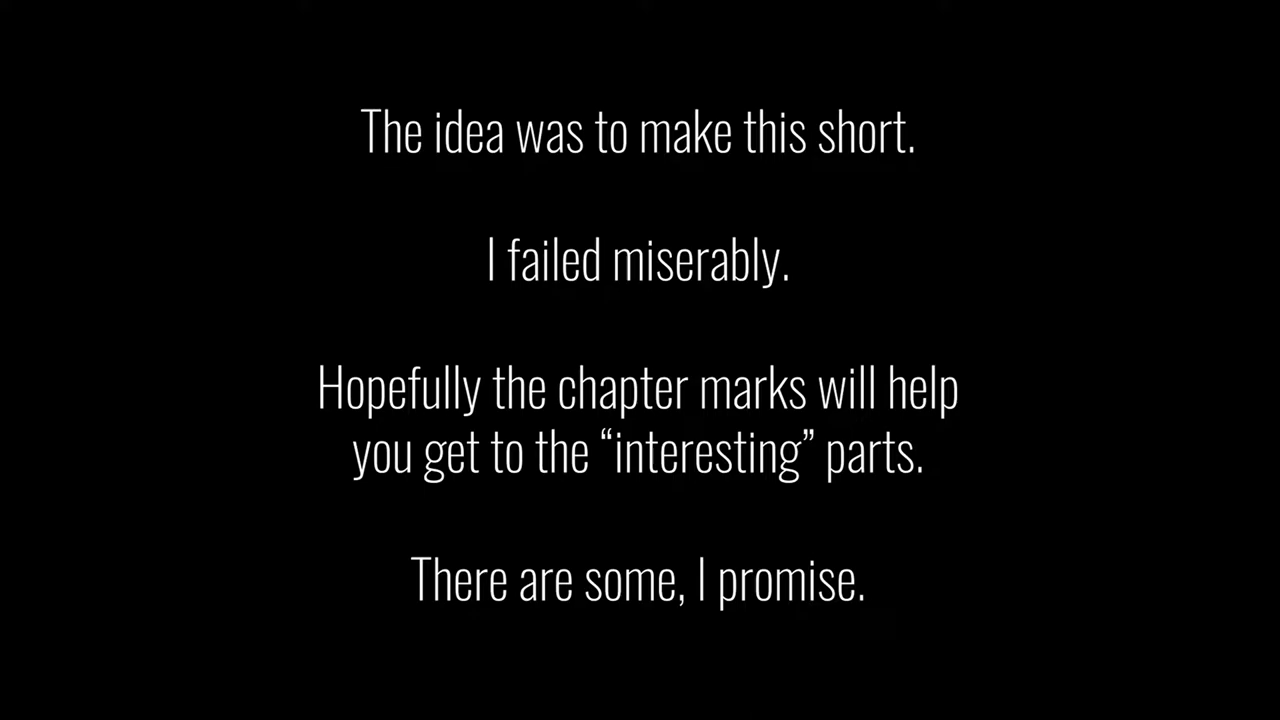 The idea was to make this short.
I failed miserably.
Hopefully the chapter marks will help
you get to the “interesting” parts.
There are some, I promise.